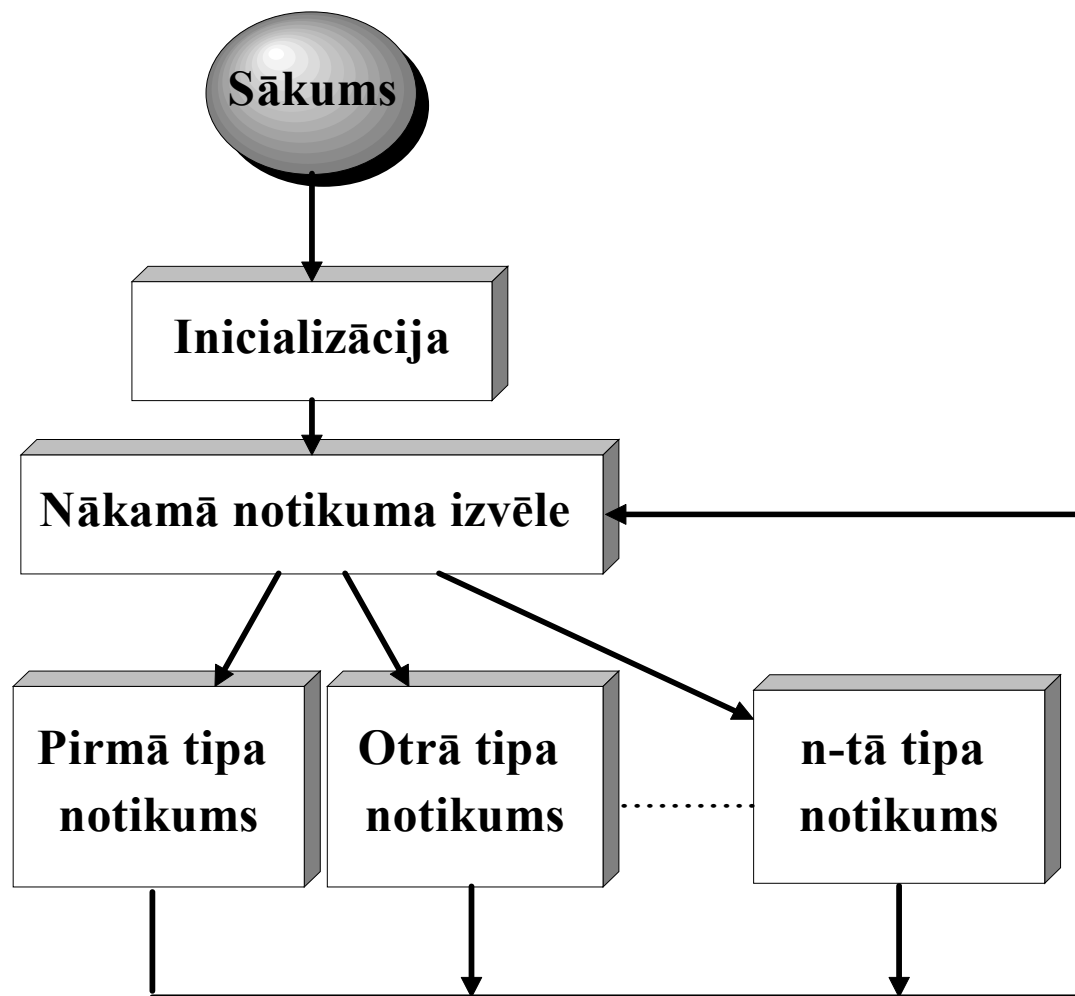 Sākums
Inicializācija
Nākamā notikuma izvēle
Pirmā tipa
notikums
Otrā tipa
notikums
n-tā tipa
notikums